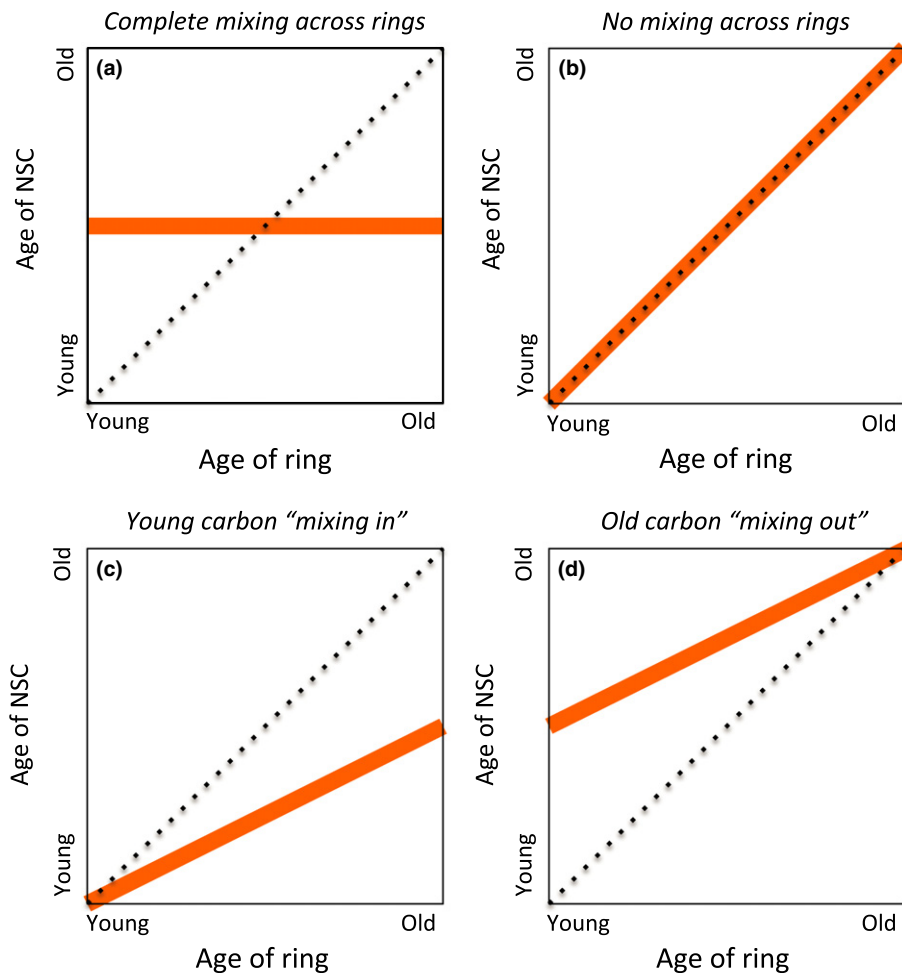 Complete mixing across rings
(a)
Old
Age of NSC
Young
Young
Old
Age of ring
No mixing across rings
(b)
Old
Age of NSC
Young
Young
Old
Age of ring
Young carbon “mixing in”
(c)
Old
Age of NSC
Young
Young
Old
Age of ring
Old carbon “mixing out”
(d)
Old
Age of NSC
Young
Young
Old
Age of ring